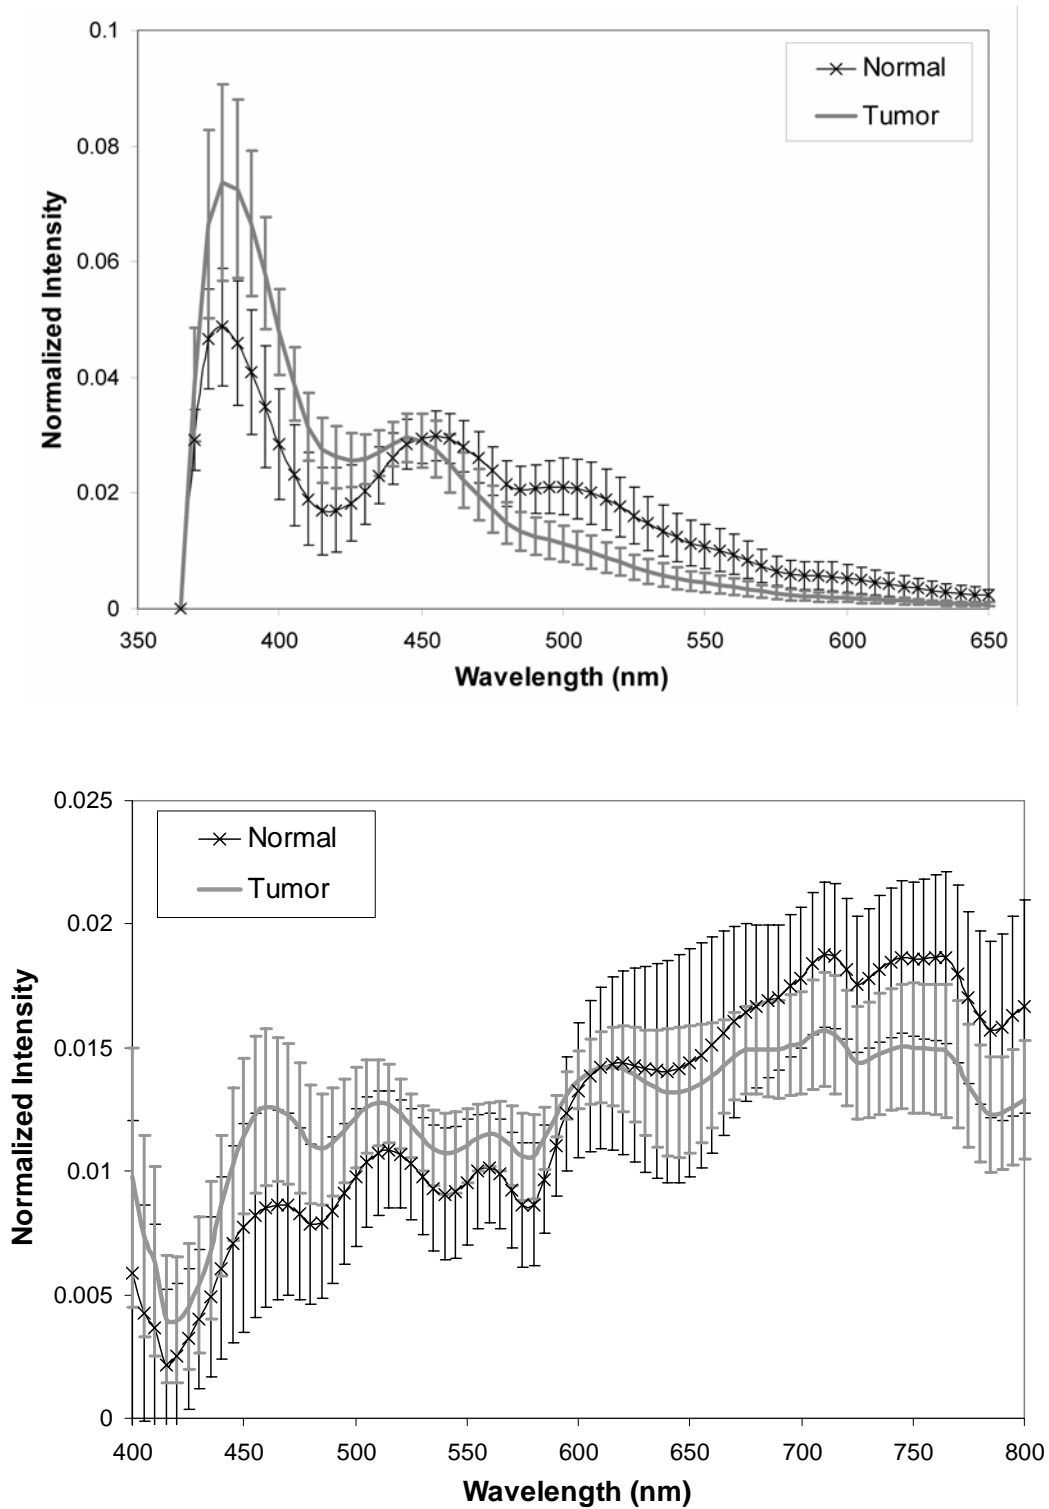 0.1
Normal
Tumor
0.08
0.06
0.04
0.02
0
Normalized Intensity
350 400 450 500 550 600 650
Wavelength (nm)
0.025
Normal
Tumor
0.02
0.015
0.01
0.005
0
Normalized Intensity
400 450 500 550 600 650 700 750 800
Wavelength (nm)